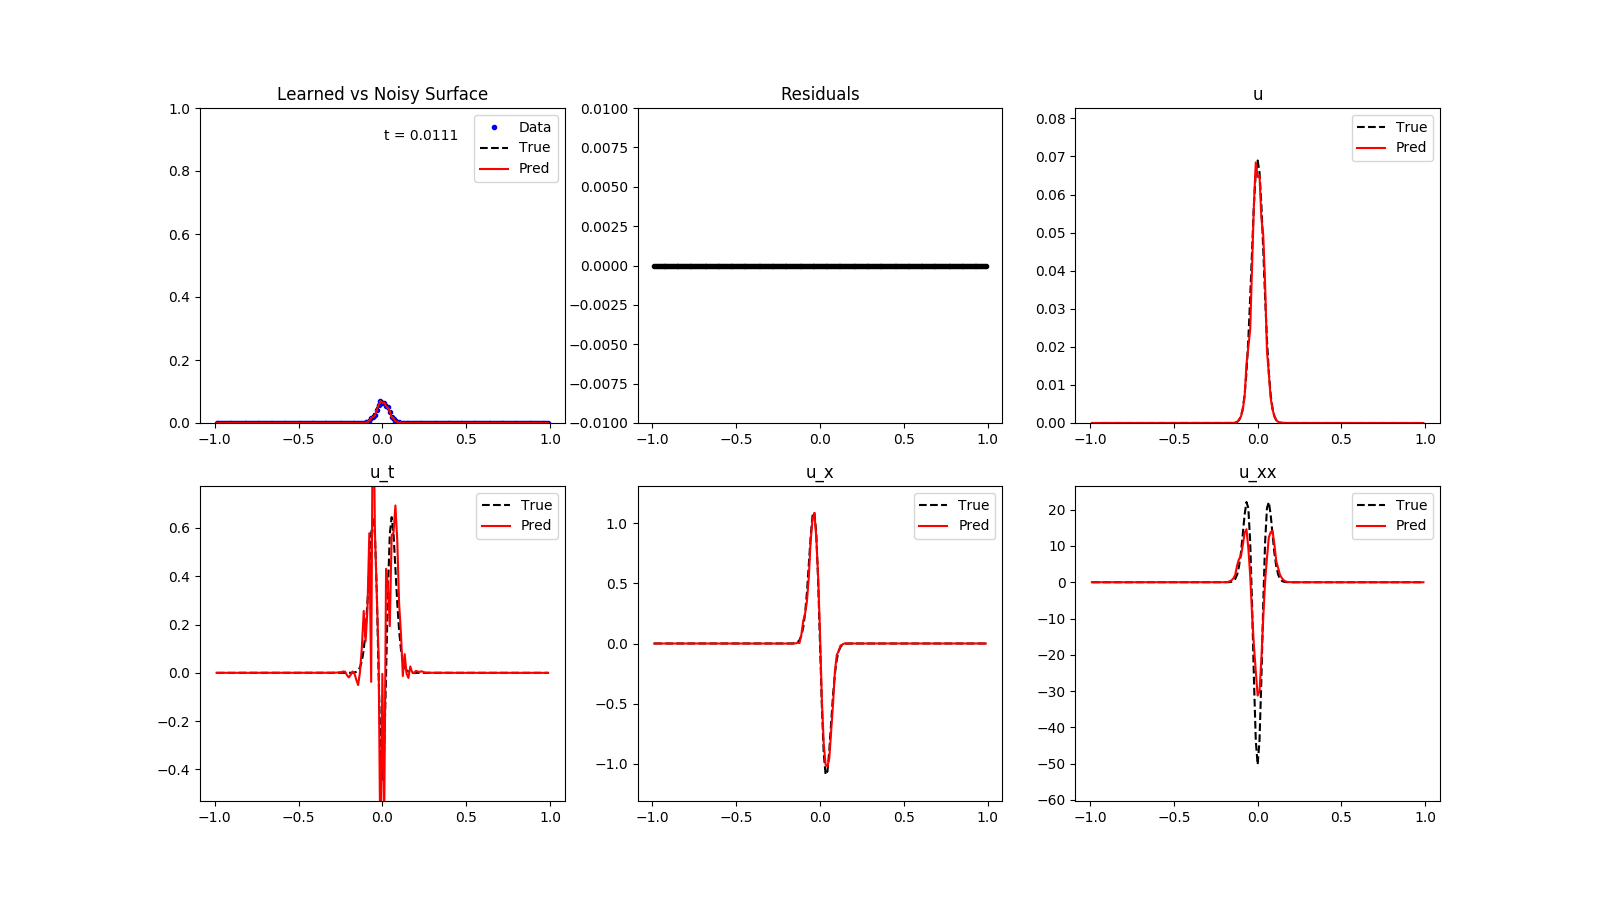 Learned vs Noisy Surface
1.0
0.8
0.6
0.4
0.2
0.0
−1.0 −0.5 0.0 0.5 1.0
t = 0.0111
Data
True
Pred
Residuals
0.0100
0.0075
0.0050
0.0025
0.0000
−0.0025
−0.0050
−0.0075
−0.0100
−1.0 −0.5 0.0 0.5 1.0
u
0.08
0.07
0.06
0.05
0.04
0.03
0.02
0.01
0.00
−1.0 −0.5 0.0 0.5 1.0
True
Pred
u_t
0.6
0.4
0.2
0.0
−0.2
−0.4
−1.0 −0.5 0.0 0.5 1.0
True
Pred
u_x
1.0
0.5
0.0
−0.5
−1.0
−1.0 −0.5 0.0 0.5 1.0
True
Pred
u_xx
20
10
0
−10
−20
−30
−40
−50
−60
−1.0 −0.5 0.0 0.5 1.0
True
Pred